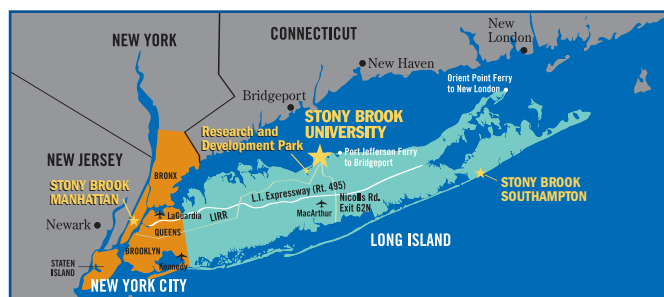 NEW YORK
CONNECTICUT
New
London
New Haven
Bridgeport
Orient Point Ferry
to New London
STONY BROOK
UNIVERSITY
Research and
Development Park
Port Jefferson Ferry
to Bridgeport
NEW JERSEY
BRONX
STONY BROOK
MANHATTAN
STONY BROOK
SOUTHAMPTON
L.I. Expressway (Rt. 495)
Nicolls Rd.
Exit 62N
LaGuardia
LIRR
MacArthur
Newark
QUEENS
LONG ISLAND
BROOKLYN
STATEN
ISLAND
Kennedy
NEW YORK CITY